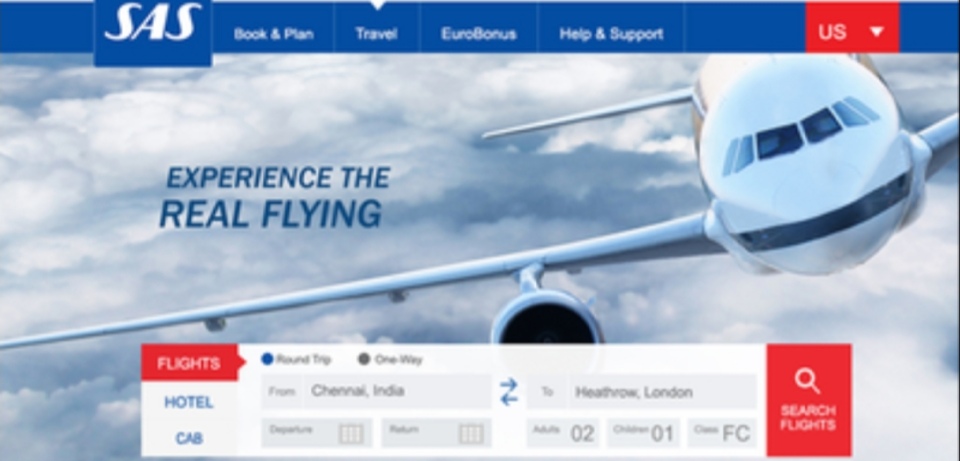 SAS
Book & Plan
Travel
EuroBonus
Help & Support
US
EXPERIENCE THE
REAL FLYING
FLIGHTS
HOTEL
CAB
Round Trip
One-Way
From Chennai, India
To Heathrow, London
Departure
Return
Adults 02
Children 01
Class FC
SEARCH
FLIGHTS